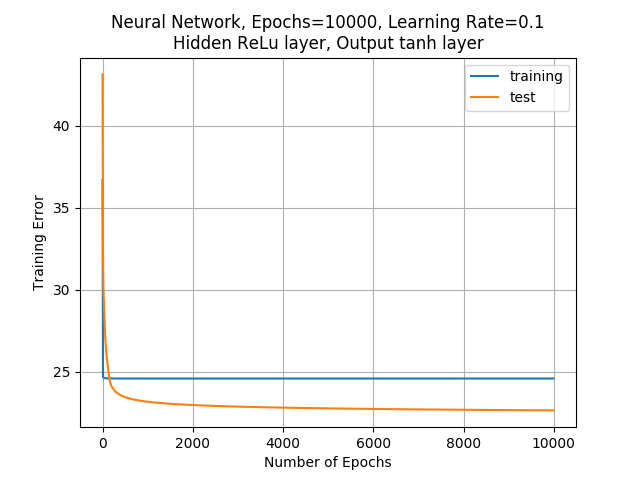 Neural Network, Epochs=10000, Learning Rate=0.1
Hidden ReLu layer, Output tanh layer
training
test
40
35
30
25
Training Error
0 2000 4000 6000 8000 10000
Number of Epochs